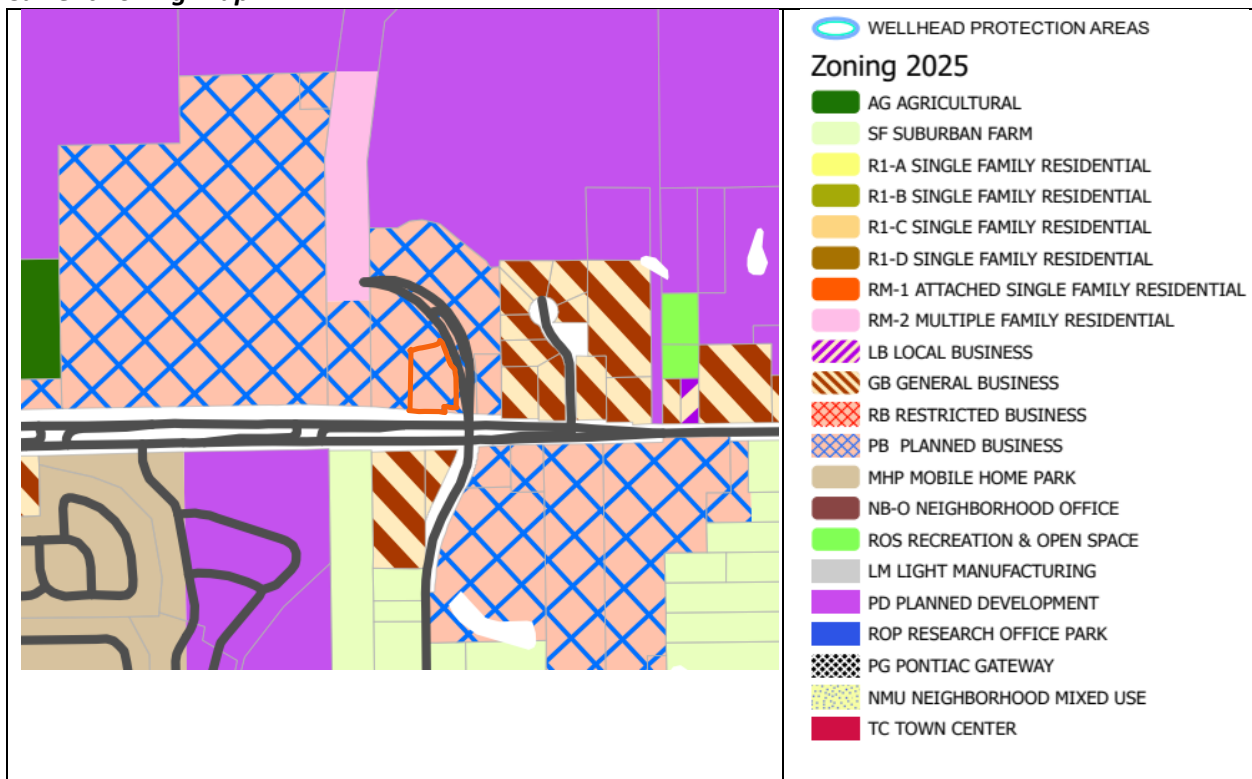 WELLHEAD PROTECTION AREAS
Zoning 2025
AG AGRICULTURAL
SF SUBURBAN FARM
R1-A SINGLE FAMILY RESIDENTIAL
R1-B SINGLE FAMILY RESIDENTIAL
R1-C SINGLE FAMILY RESIDENTIAL
R1-D SINGLE FAMILY RESIDENTIAL
RM-1 ATTACHED SINGLE FAMILY RESIDENTIAL
RM-2 MULTIPLE FAMILY RESIDENTIAL
LB LOCAL BUSINESS
GB GENERAL BUSINESS
RB RESTRICTED BUSINESS
PB PLANNED BUSINESS
MHP MOBILE HOME PARK
NB-O NEIGHBORHOOD OFFICE
ROS RECREATION & OPEN SPACE
LM LIGHT MANUFACTURING
PD PLANNED DEVELOPMENT
ROP RESEARCH OFFICE PARK
PG PONTIAC GATEWAY
NMU NEIGHBORHOOD MIXED USE
TC TOWN CENTER